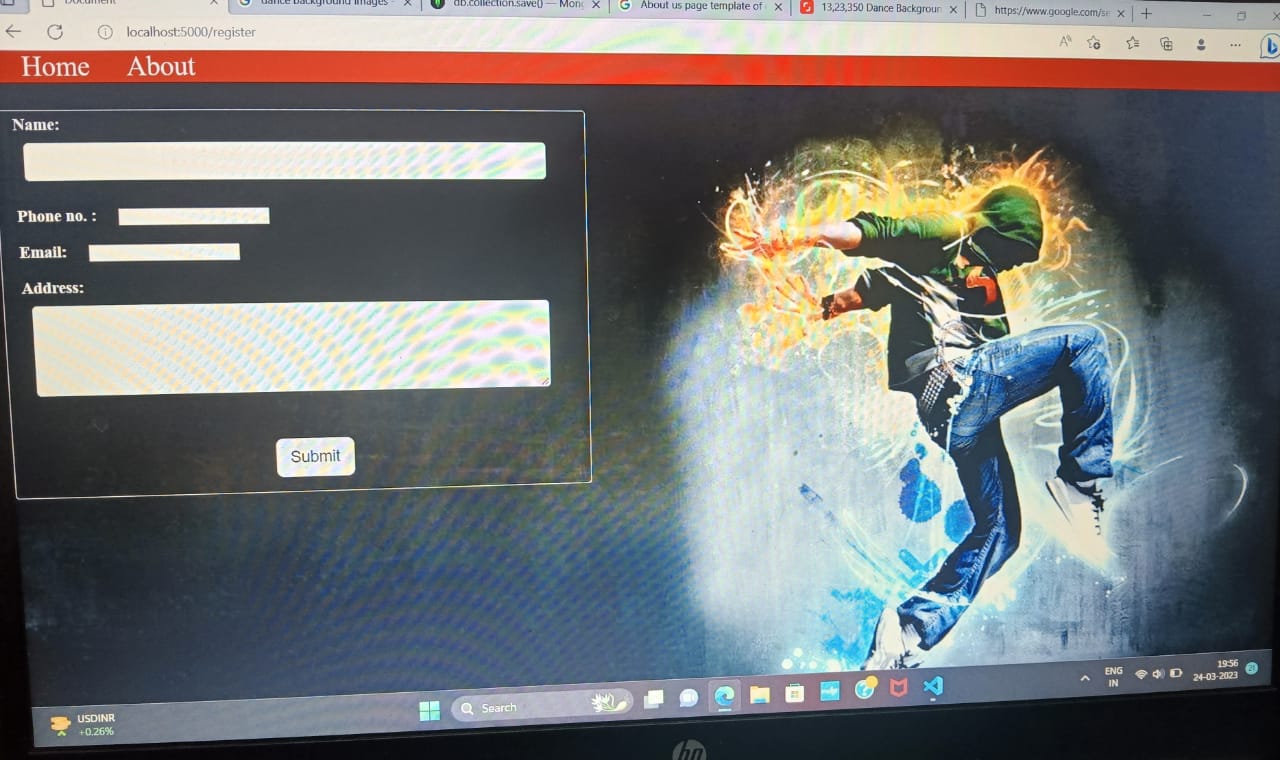 Document
dance background images -
db.collection.save() — Mong
About us page template of
13,23,350 Dance Backgroun
https://www.google.com/se
localhost:5000/register
Home About
Name:
Phone no. :
Email:
Address:
Submit
USDINR
+0.26%
Search
ENG
IN
19:56
24-03-2023
21
hp